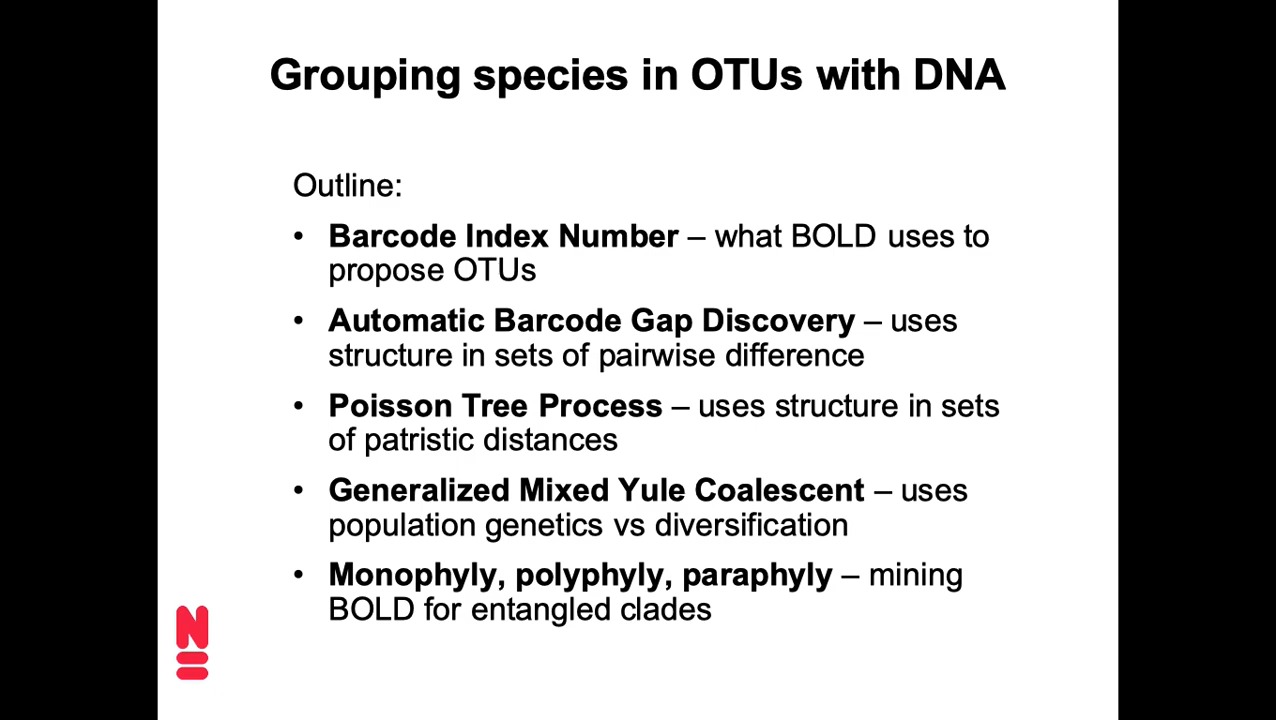 Grouping species in OTUs with DNA
Outline:
• Barcode Index Number – what BOLD uses to
propose OTUs
• Automatic Barcode Gap Discovery – uses
structure in sets of pairwise difference
• Poisson Tree Process – uses structure in sets
of patristic distances
• Generalized Mixed Yule Coalescent – uses
population genetics vs diversification
• Monophyly, polyphyly, paraphyly – mining
BOLD for entangled clades